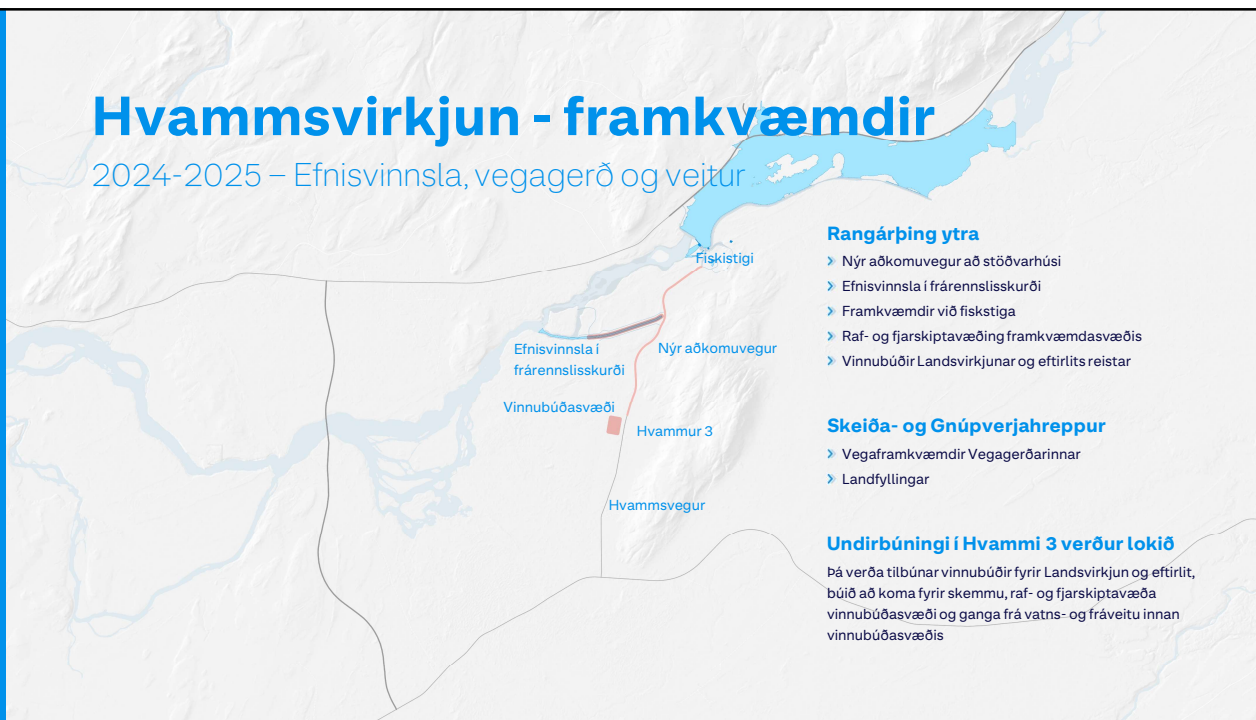 Hvammsvirkjun - framkvæmdir
2024-2025 – Efnisvinnsla, vegagerð og veitur
Fiskistigi
Efnisvinnsla í
frárennslisskurði
Nýr aðkomuvegur
Vinnubúðasvæði
Hvammur 3
Hvammsvegur
Rangárþing ytra
Nýr aðkomuvegur að stöðvarhúsi
Efnisvinnsla í frárennslisskurði
Framkvæmdir við fiskstiga
Raf- og fjarskiptavæðing framkvæmdasvæðis
Vinnubúðir Landsvirkjunar og eftirlits reistar
Skeiða- og Gnúpverjahreppur
Vegaframkvæmdir Vegagerðarinnar
Landfyllingar
Undirbúningi í Hvammi 3 verður lokið
Þá verða tilbúnar vinnubúðir fyrir Landsvirkjun og eftirlit,
búið að koma fyrir skemmu, raf- og fjarskiptavæða
vinnubúðasvæði og ganga frá vatns- og fráveitu innan
vinnubúðasvæðis